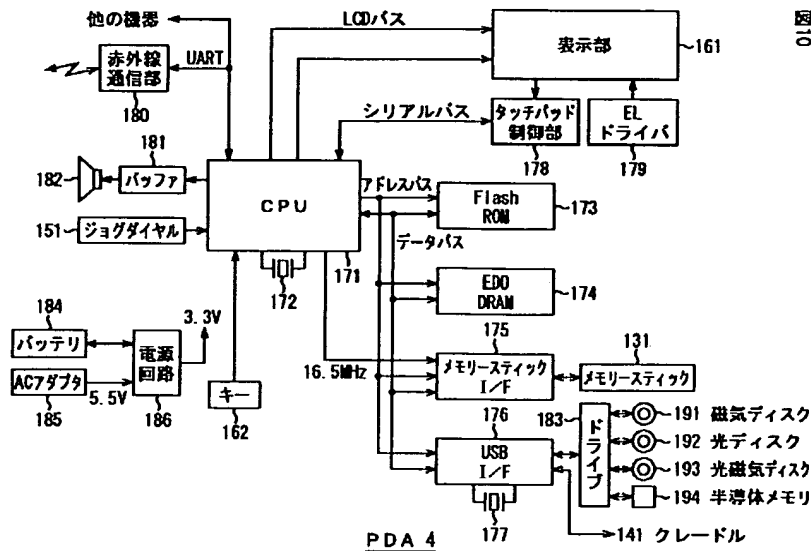 図10
他の機器
LCDバス
表示部
161
赤外線
通信部
UART
180
シリアルバス
タッチパッド
制御部
178
EL
ドライバ
179
181
182
バッファ
CPU
アドレスバス
Flash
ROM
173
151
ジョグダイヤル
データバス
171
172
EDO
DRAM
174
184
バッテリ
3.3V
電源
回路
ACアダプタ
185
5.5V
186
キー
162
16.5MHz
175
メモリースティック
I/F
131
メモリースティック
176
USB
I/F
177
183
ドライブ
191 磁気ディスク
192 光ディスク
193 光磁気ディスク
194 半導体メモリ
141 クレードル
PDA 4